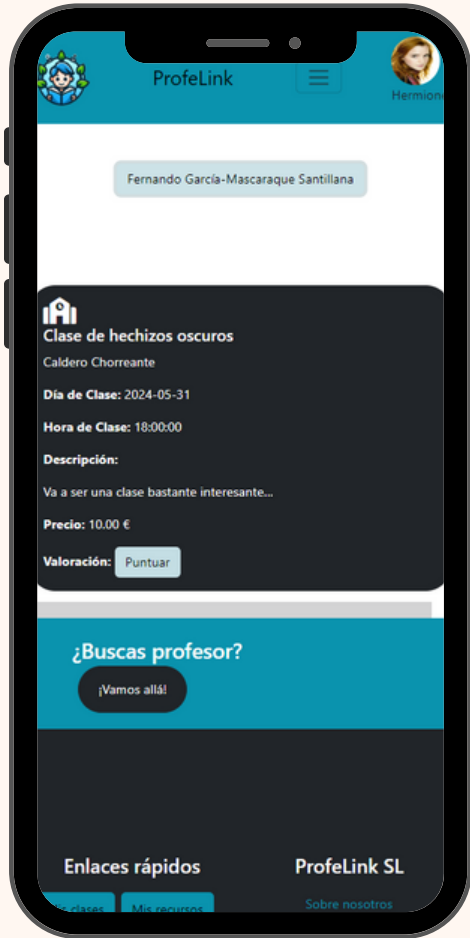 ProfeLink
Hermione
Fernando García-Mascaraque Santillana
Clase de hechizos oscuros
Caldero Chorreante
Día de Clase: 2024-05-31
Hora de Clase: 18:00:00
Descripción:
Va a ser una clase bastante interesante...
Precio: 10.00 €
Valoración: Puntuar
¿Buscas profesor?
¡Vamos allá!
Enlaces rápidos
ProfeLink SL
Mis clases
Mis recursos
Sobre nosotros